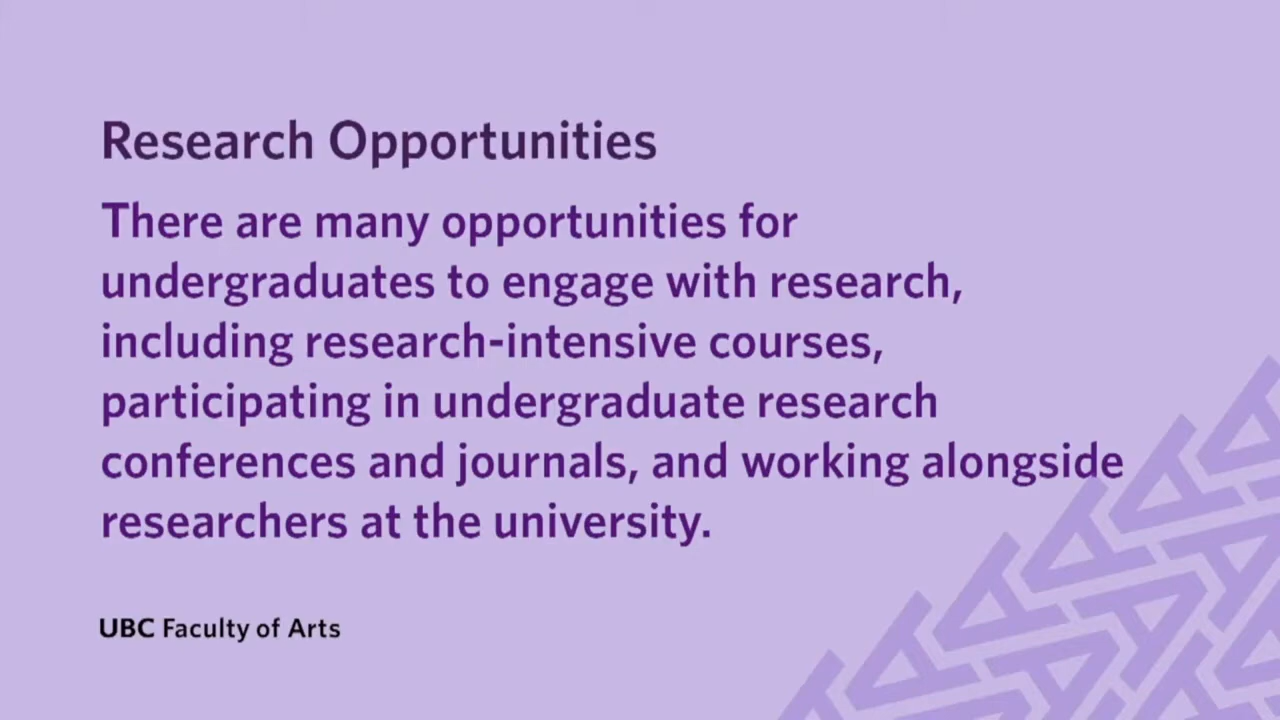 Research Opportunities
There are many opportunities for
undergraduates to engage with research,
including research-intensive courses,
participating in undergraduate research
conferences and journals, and working alongside
researchers at the university.
UBC Faculty of Arts